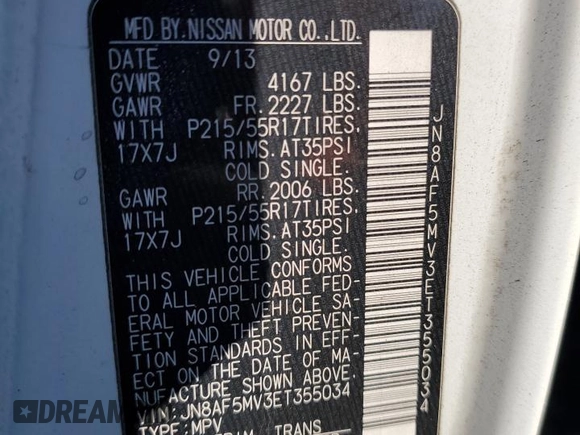 MFD.BY.NISSAN MOTOR CO.,LTD.
DATE 9/13
GVWR 4167 LBS.
GAWR FR. 2227 LBS.
WITH P215/55R17TIRES,
17X7J RIMS. AT35PSI
COLD SINGLE.
GAWR RR. 2006 LBS.
WITH P215/55R17TIRES,
17X7J RIMS. AT35PSI
COLD SINGLE.
THIS VEHICLE CONFORMS
TO ALL APPLICABLE FED-
ERAL MOTOR VEHICLE SA-
FETY AND THEFT PREVEN-
TION STANDARDS IN EFF-
ECT ON THE DATE OF MA-
NUFACTURE SHOWN ABOVE.
VIN: JN8AF5MV3ET355034
TYPE: MPV
TRANS
JN8AF5MV3ET355034